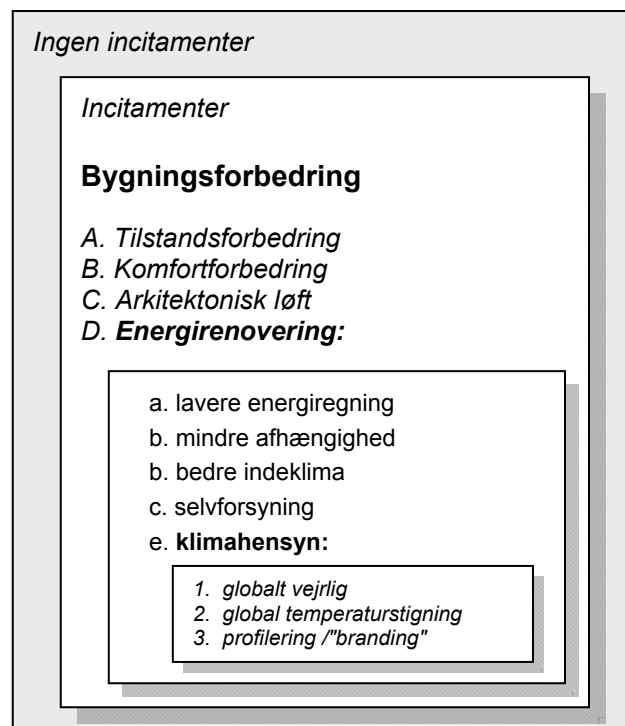 Ingen incitamenter
Incitamenter
Bygningsforbedring
A. Tilstandsforbedring
B. Komfortforbedring
C. Arkitektonisk løft
D. Energirenovering:
a. lavere energiregning
b. mindre afhængighed
b. bedre indeklima
c. selvforsyning
e. klimahensyn:
1. globalt vejrlig
2. global temperaturstigning
3. profilering /"branding"